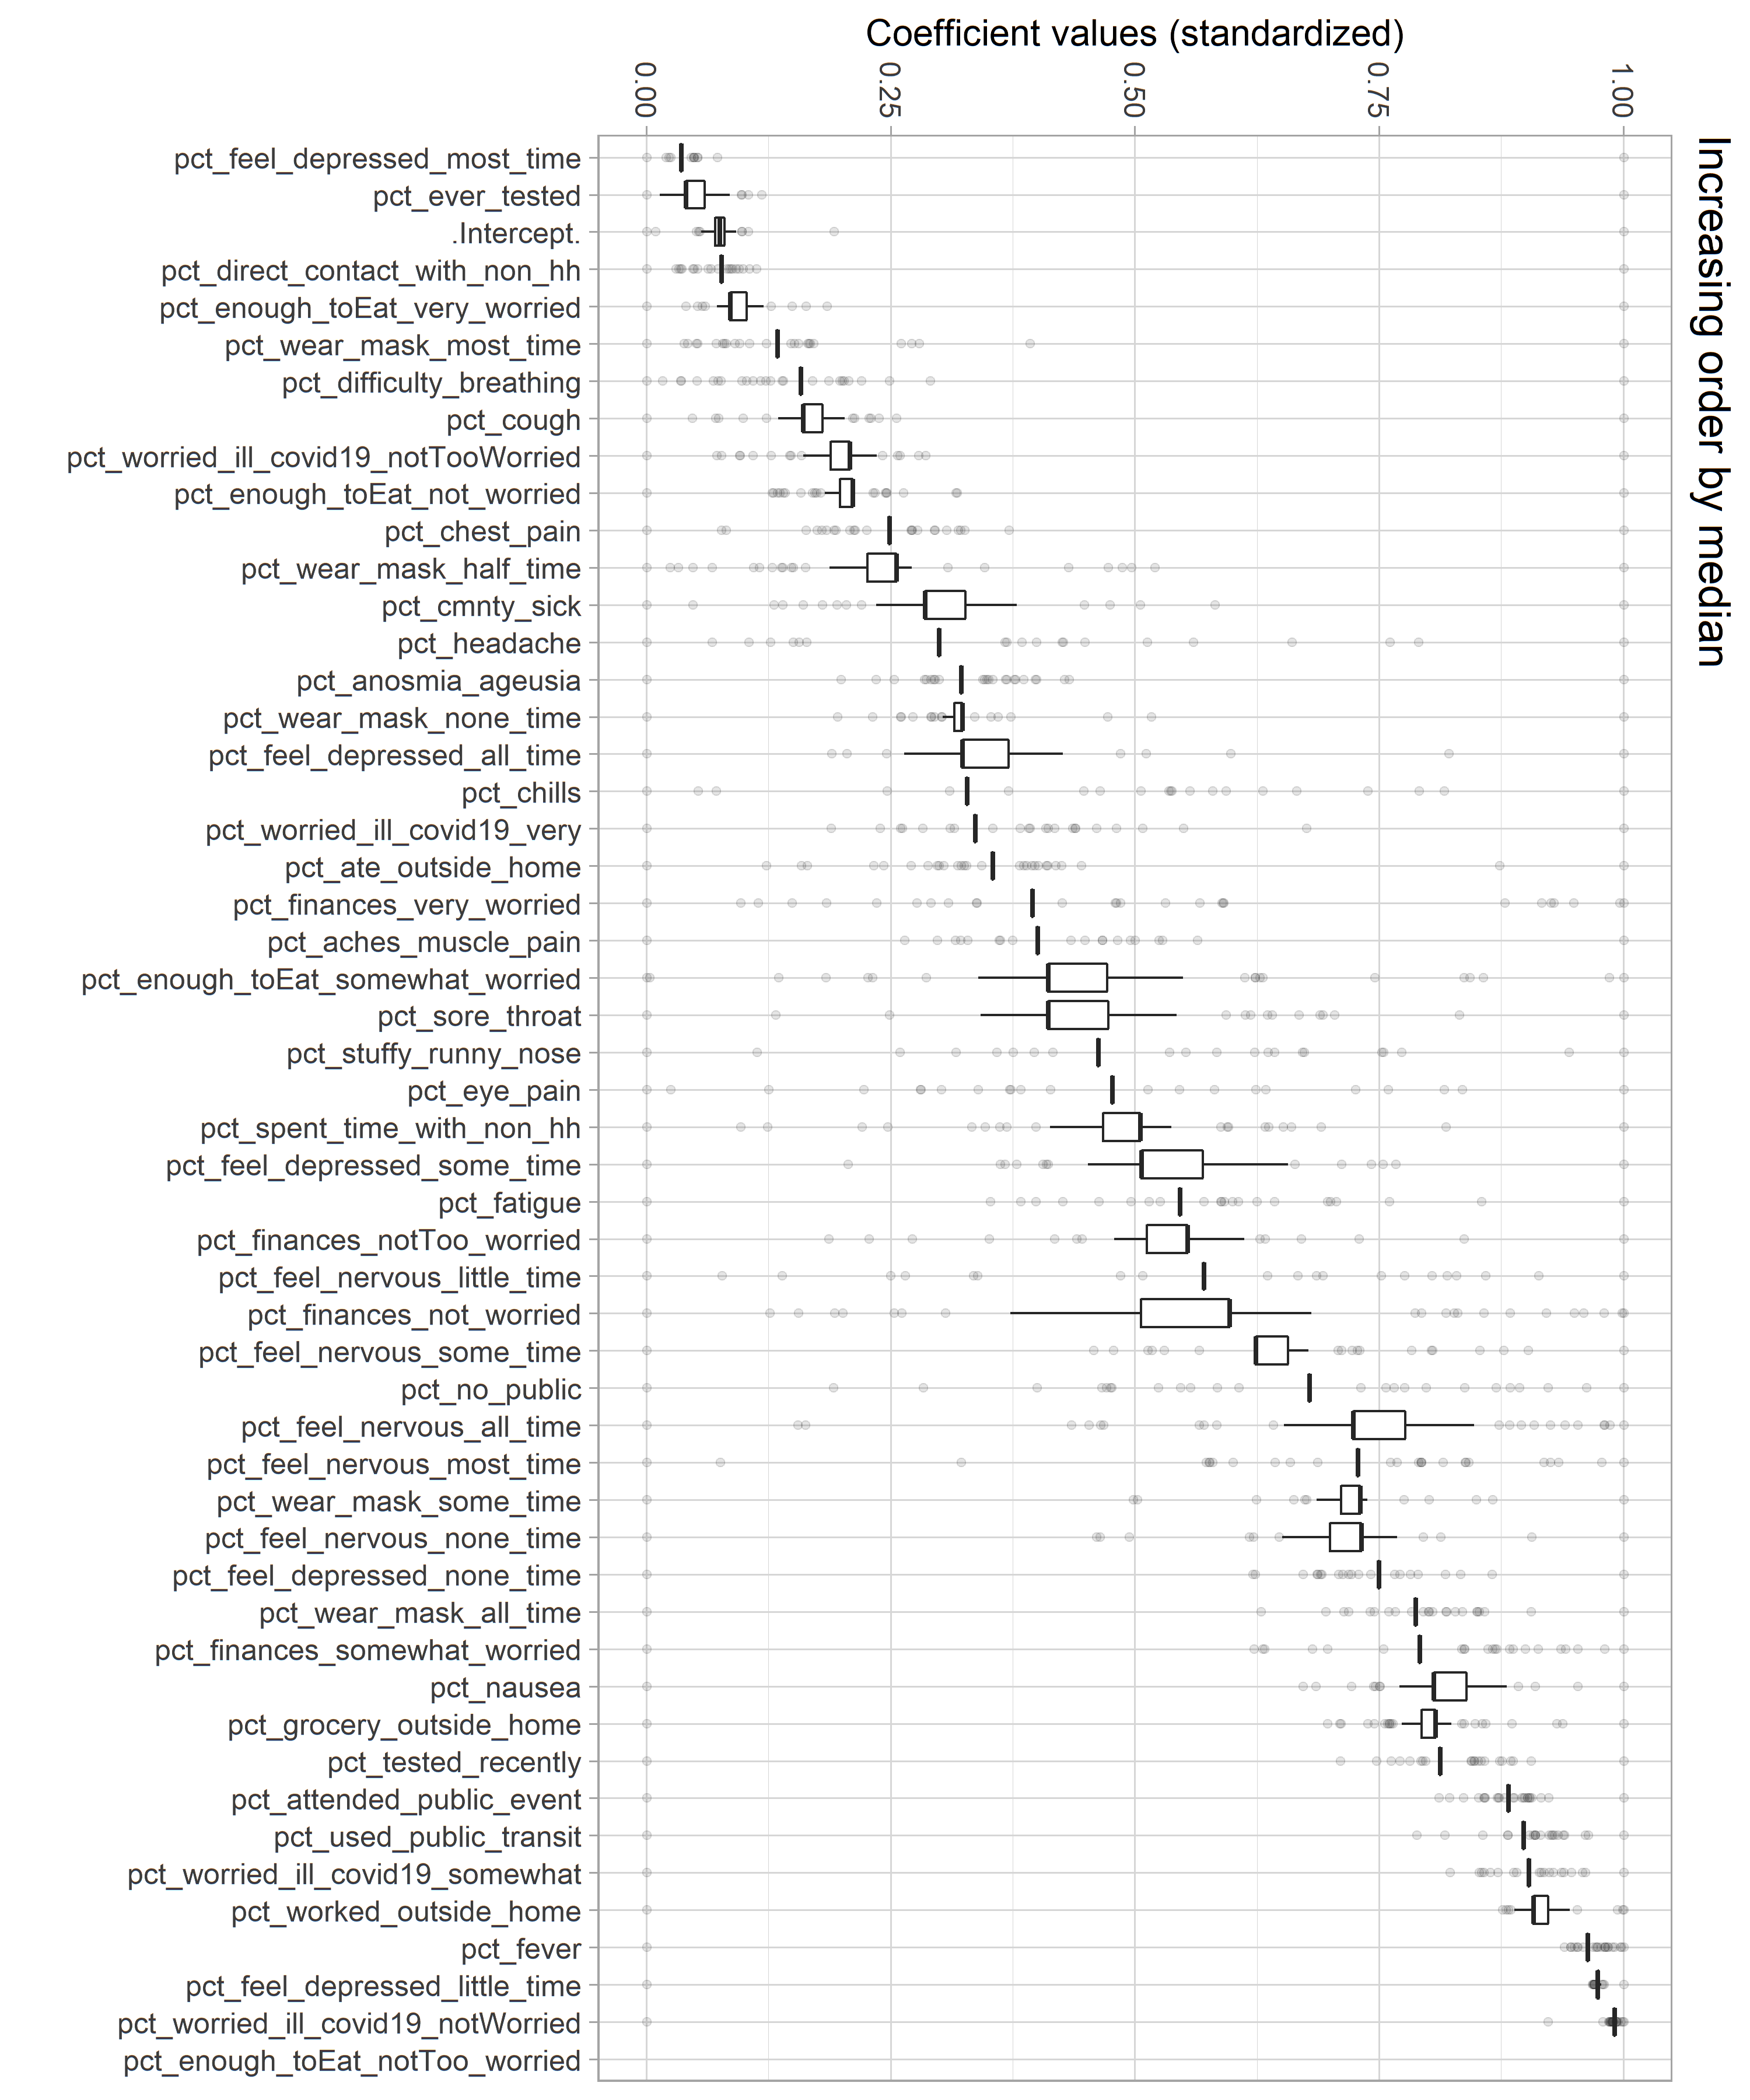 Coefficient values (standardized)
0.00
0.25
0.50
0.75
1.00
Increasing order by median
pct_feel_depressed_most_time
pct_ever_tested
.Intercept.
pct_direct_contact_with_non_hh
pct_enough_toEat_very_worried
pct_wear_mask_most_time
pct_difficulty_breathing
pct_cough
pct_worried_ill_covid19_notTooWorried
pct_enough_toEat_not_worried
pct_chest_pain
pct_wear_mask_half_time
pct_cmnty_sick
pct_headache
pct_anosmia_ageusia
pct_wear_mask_none_time
pct_feel_depressed_all_time
pct_chills
pct_worried_ill_covid19_very
pct_ate_outside_home
pct_finances_very_worried
pct_aches_muscle_pain
pct_enough_toEat_somewhat_worried
pct_sore_throat
pct_stuffy_runny_nose
pct_eye_pain
pct_spent_time_with_non_hh
pct_feel_depressed_some_time
pct_fatigue
pct_finances_notToo_worried
pct_feel_nervous_little_time
pct_finances_not_worried
pct_feel_nervous_some_time
pct_no_public
pct_feel_nervous_all_time
pct_feel_nervous_most_time
pct_wear_mask_some_time
pct_feel_nervous_none_time
pct_feel_depressed_none_time
pct_wear_mask_all_time
pct_finances_somewhat_worried
pct_nausea
pct_grocery_outside_home
pct_tested_recently
pct_attended_public_event
pct_used_public_transit
pct_worried_ill_covid19_somewhat
pct_worked_outside_home
pct_fever
pct_feel_depressed_little_time
pct_worried_ill_covid19_notWorried
pct_enough_toEat_notToo_worried